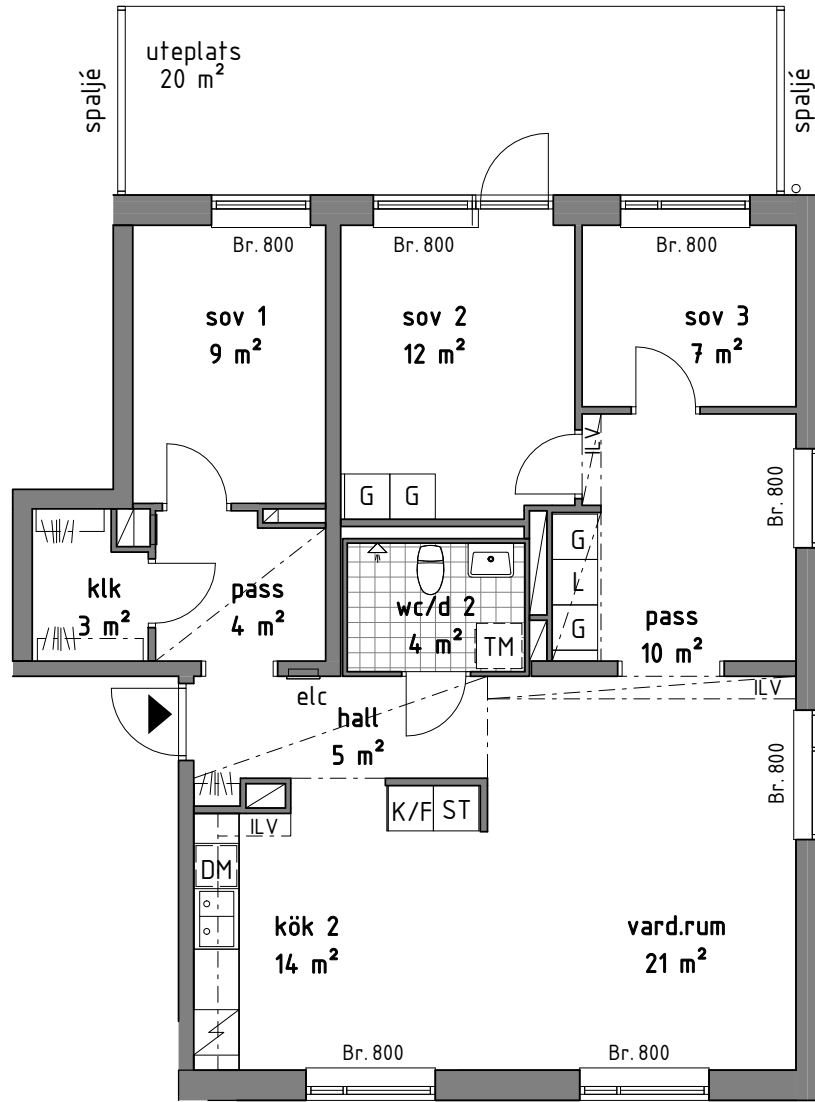 uteplats
20 m²
spaljé
spaljé
Br. 800
Br. 800
Br. 800
sov 1
9 m²
sov 2
12 m²
sov 3
7 m²
ILV
G
G
Br. 800
G
L
G
klk
3 m²
pass
4 m²
wc/d 2
4 m²
TM
pass
10 m²
elc
hall
5 m²
ILV
Br. 800
K/F
ST
ILV
DM
kök 2
14 m²
vard.rum
21 m²
Br. 800
Br. 800